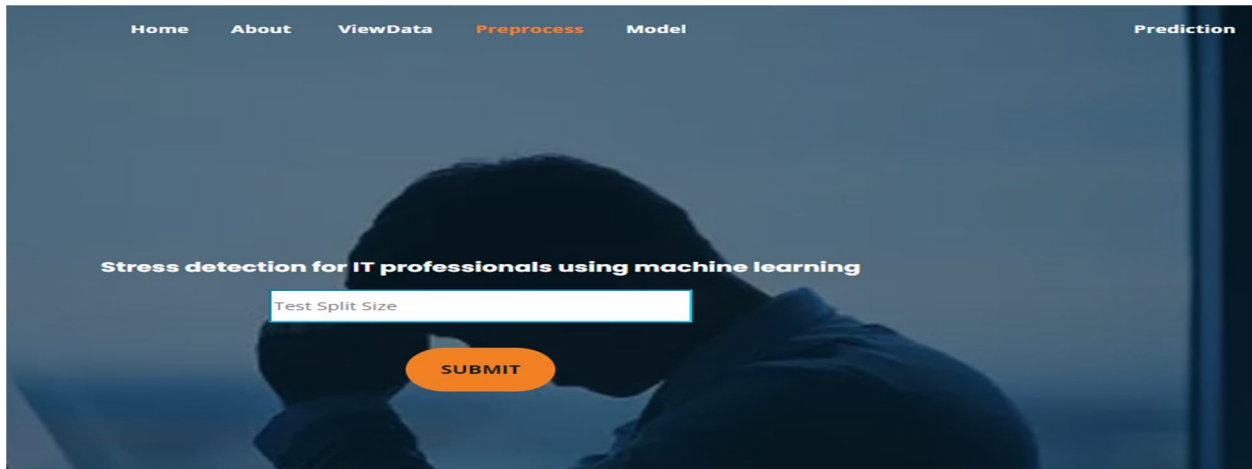 Home About ViewData Preprocess Model Prediction
Stress detection for IT professionals using machine learning
Test Split Size
SUBMIT